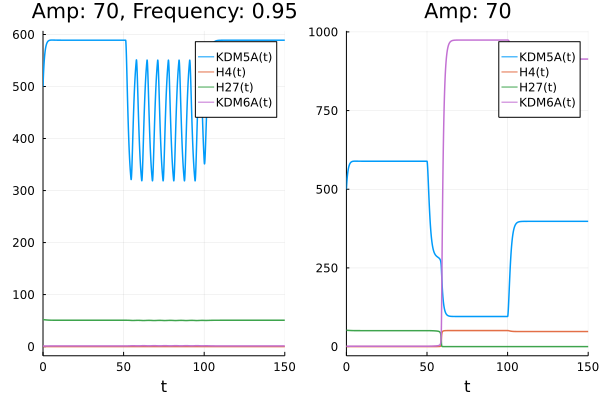 Amp: 70, Frequency: 0.95
600
500
400
300
200
100
0
KDM5A(t)
H4(t)
H27(t)
KDM6A(t)
0 50 100 150
t
Amp: 70
1000
750
500
250
0
KDM5A(t)
H4(t)
H27(t)
KDM6A(t)
0 50 100 150
t